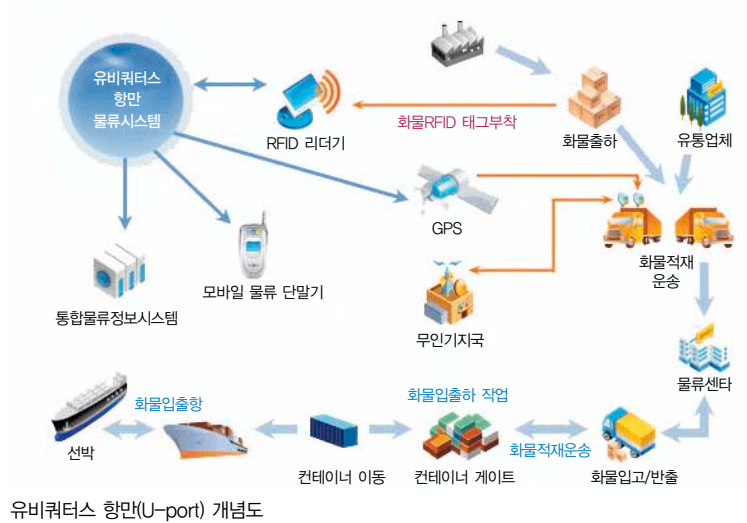 유비쿼터스
항만
물류시스템
RFID 리더기
화물RFID 태그부착
화물출하
유통업체
GPS
화물적재
운송
모바일 물류 단말기
통합물류정보시스템
무인기지국
물류센타
화물입출항
화물입출하 작업
선박
컨테이너 이동
컨테이너 게이트
화물적재운송
화물입고/반출
유비쿼터스 항만(U-port) 개념도